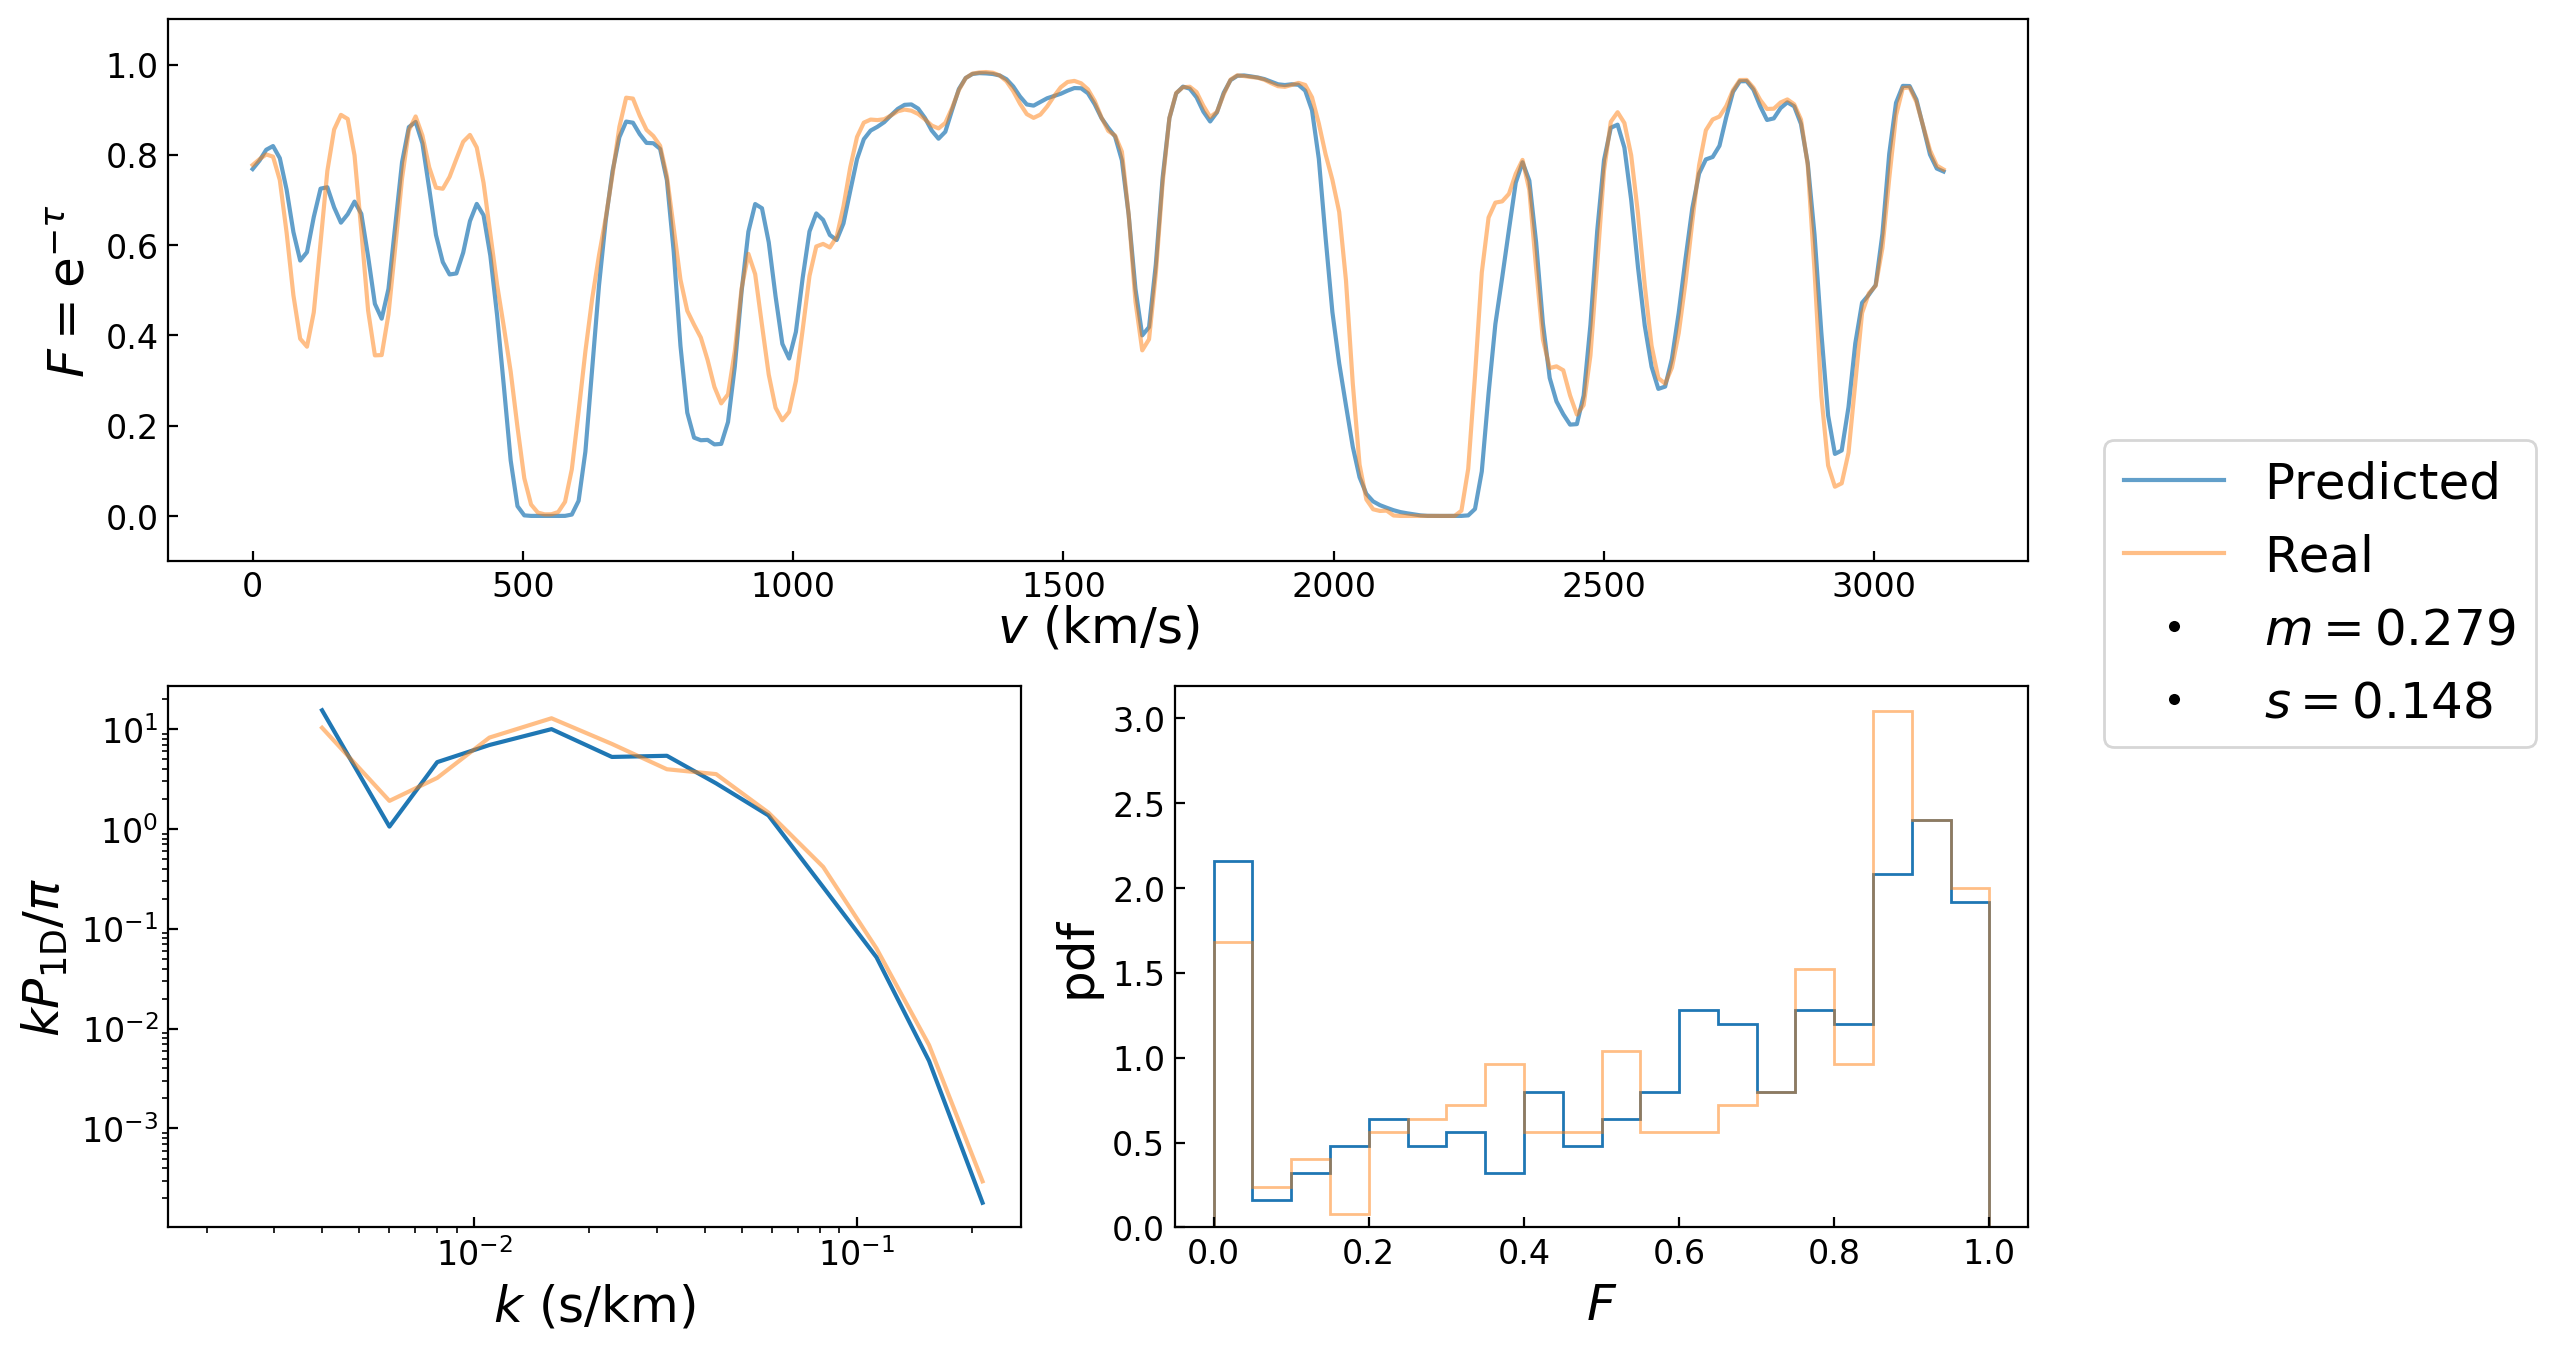 F = e^{−τ}
1.0
0.8
0.6
0.4
0.2
0.0
0 500 1000 1500 2000 2500 3000
v (km/s)
Predicted
Real
m = 0.279
s = 0.148
kP_{1D}/π
10^1
10^0
10^{−1}
10^{−2}
10^{−3}
10^{−2} 10^{−1}
k (s/km)
pdf
3.0
2.5
2.0
1.5
1.0
0.5
0.0
0.0 0.2 0.4 0.6 0.8 1.0
F